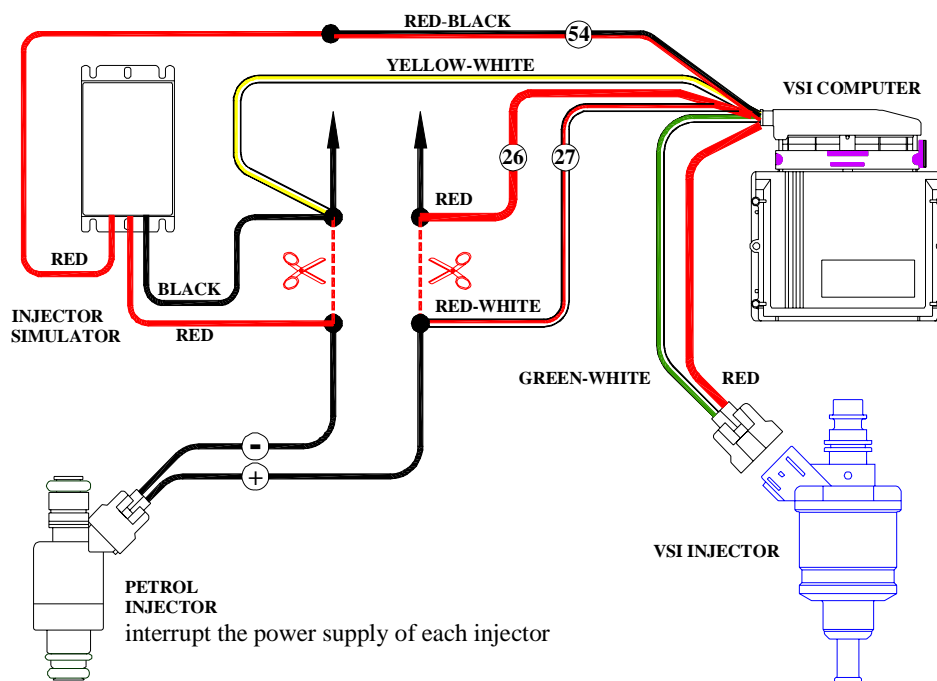 RED-BLACK
54
YELLOW-WHITE
VSI COMPUTER
26
27
RED
RED
BLACK
INJECTOR
SIMULATOR
RED
RED-WHITE
GREEN-WHITE
RED
-
+
VSI INJECTOR
PETROL
INJECTOR
interrupt the power supply of each injector